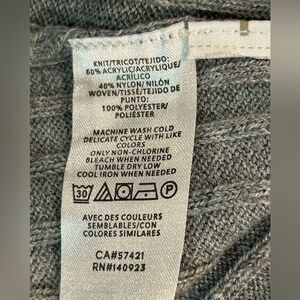 KNIT/TRICOT/TEJIDO:
60% ACRYLIC/ACRYLIQUE/
ACRÍLICO
40% NYLON/ NILÓN
WOVEN/TISSÉ/TEJIDO DE
PUNTO:
100% POLYESTER/
POLIÉSTER
MACHINE WASH COLD
DELICATE CYCLE WITH LIKE
COLORS
ONLY NON-CHLORINE
BLEACH WHEN NEEDED
TUMBLE DRY LOW
COOL IRON WHEN NEEDED
30 P
AVEC DES COULEURS
SEMBLABLES/CON
COLORES SIMILARES
CA#57421
RN#140923